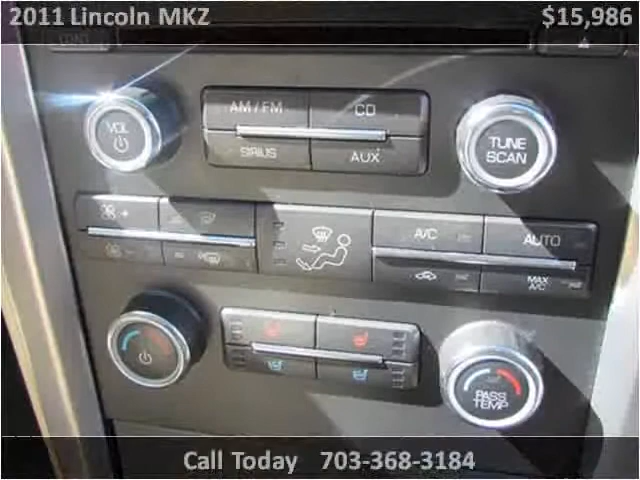 2011 Lincoln MKZ $15,986
AM/FM CD
VOL TUNE
SCAN
SIRIUS AUX
A/C AUTO
MAX
A/C
PASS
TEMP
Call Today 703-368-3184